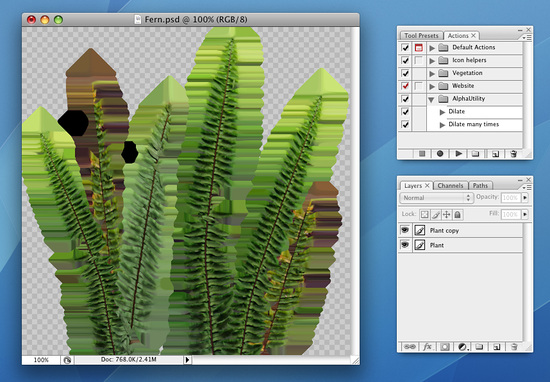 Fern.psd @ 100% (RGB/8)
100%
Doc: 768.0K/2.41M
Tool Presets
Actions ×
Default Actions
Icon helpers
Vegetation
Website
AlphaUtility
Dilate
Dilate many times
Layers ×
Channels
Paths
Normal
Opacity: 100%
Lock:
Fill: 100%
Plant copy
Plant
fx